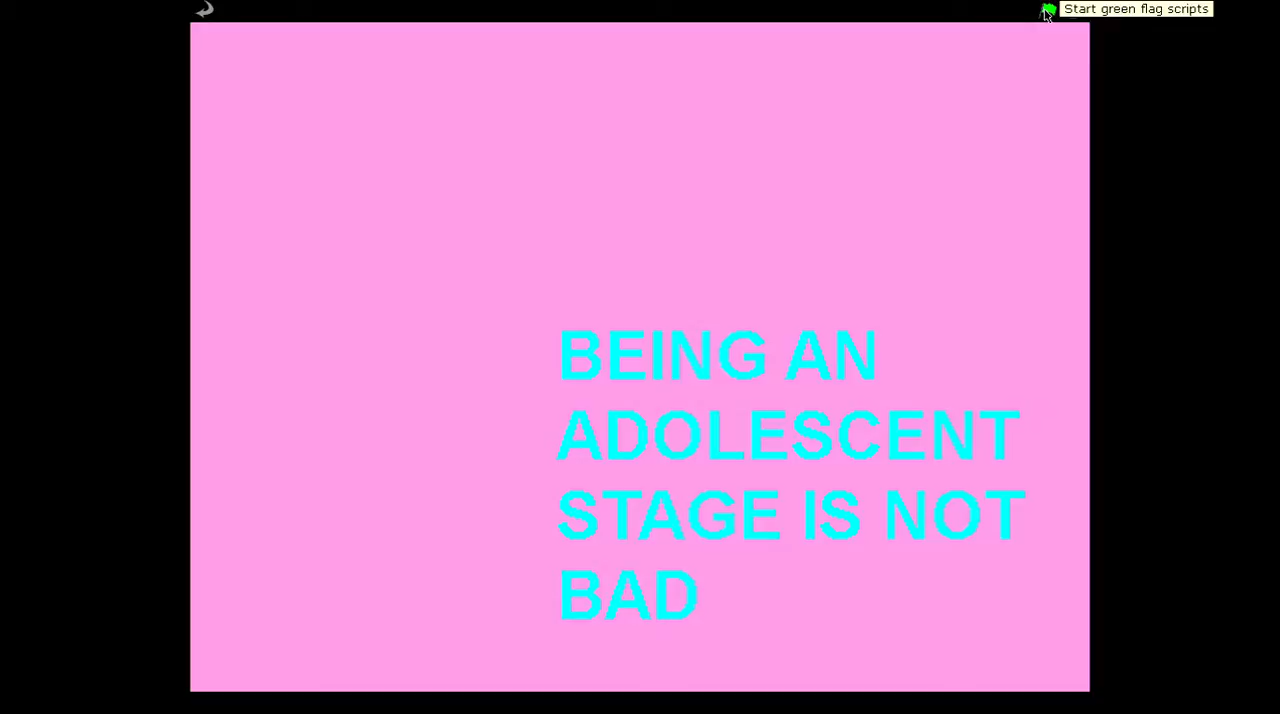 Start green flag scripts
BEING AN
ADOLESCENT
STAGE IS NOT
BAD